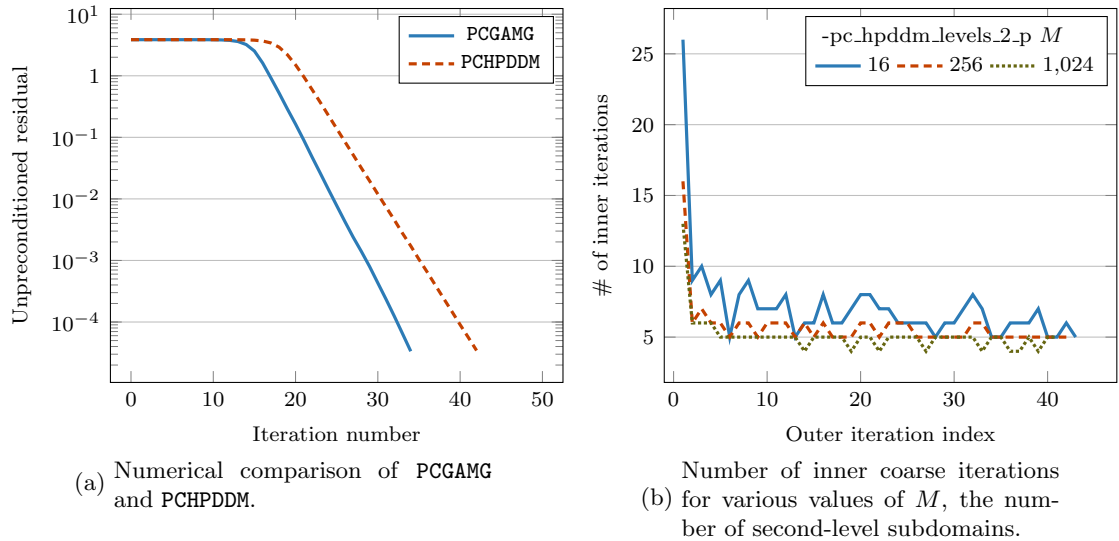 10^1
1
10^−1
10^−2
10^−3
10^−4
Unpreconditioned residual
PCGAMG
PCHPDDM
0 10 20 30 40 50
Iteration number
(a) Numerical comparison of PCGAMG
and PCHPDDM.
25
20
15
10
5
# of inner iterations
-pc_hpddm_levels_2_p M
16 256 1,024
0 10 20 30 40
Outer iteration index
(b) Number of inner coarse iterations
for various values of M, the num-
ber of second-level subdomains.